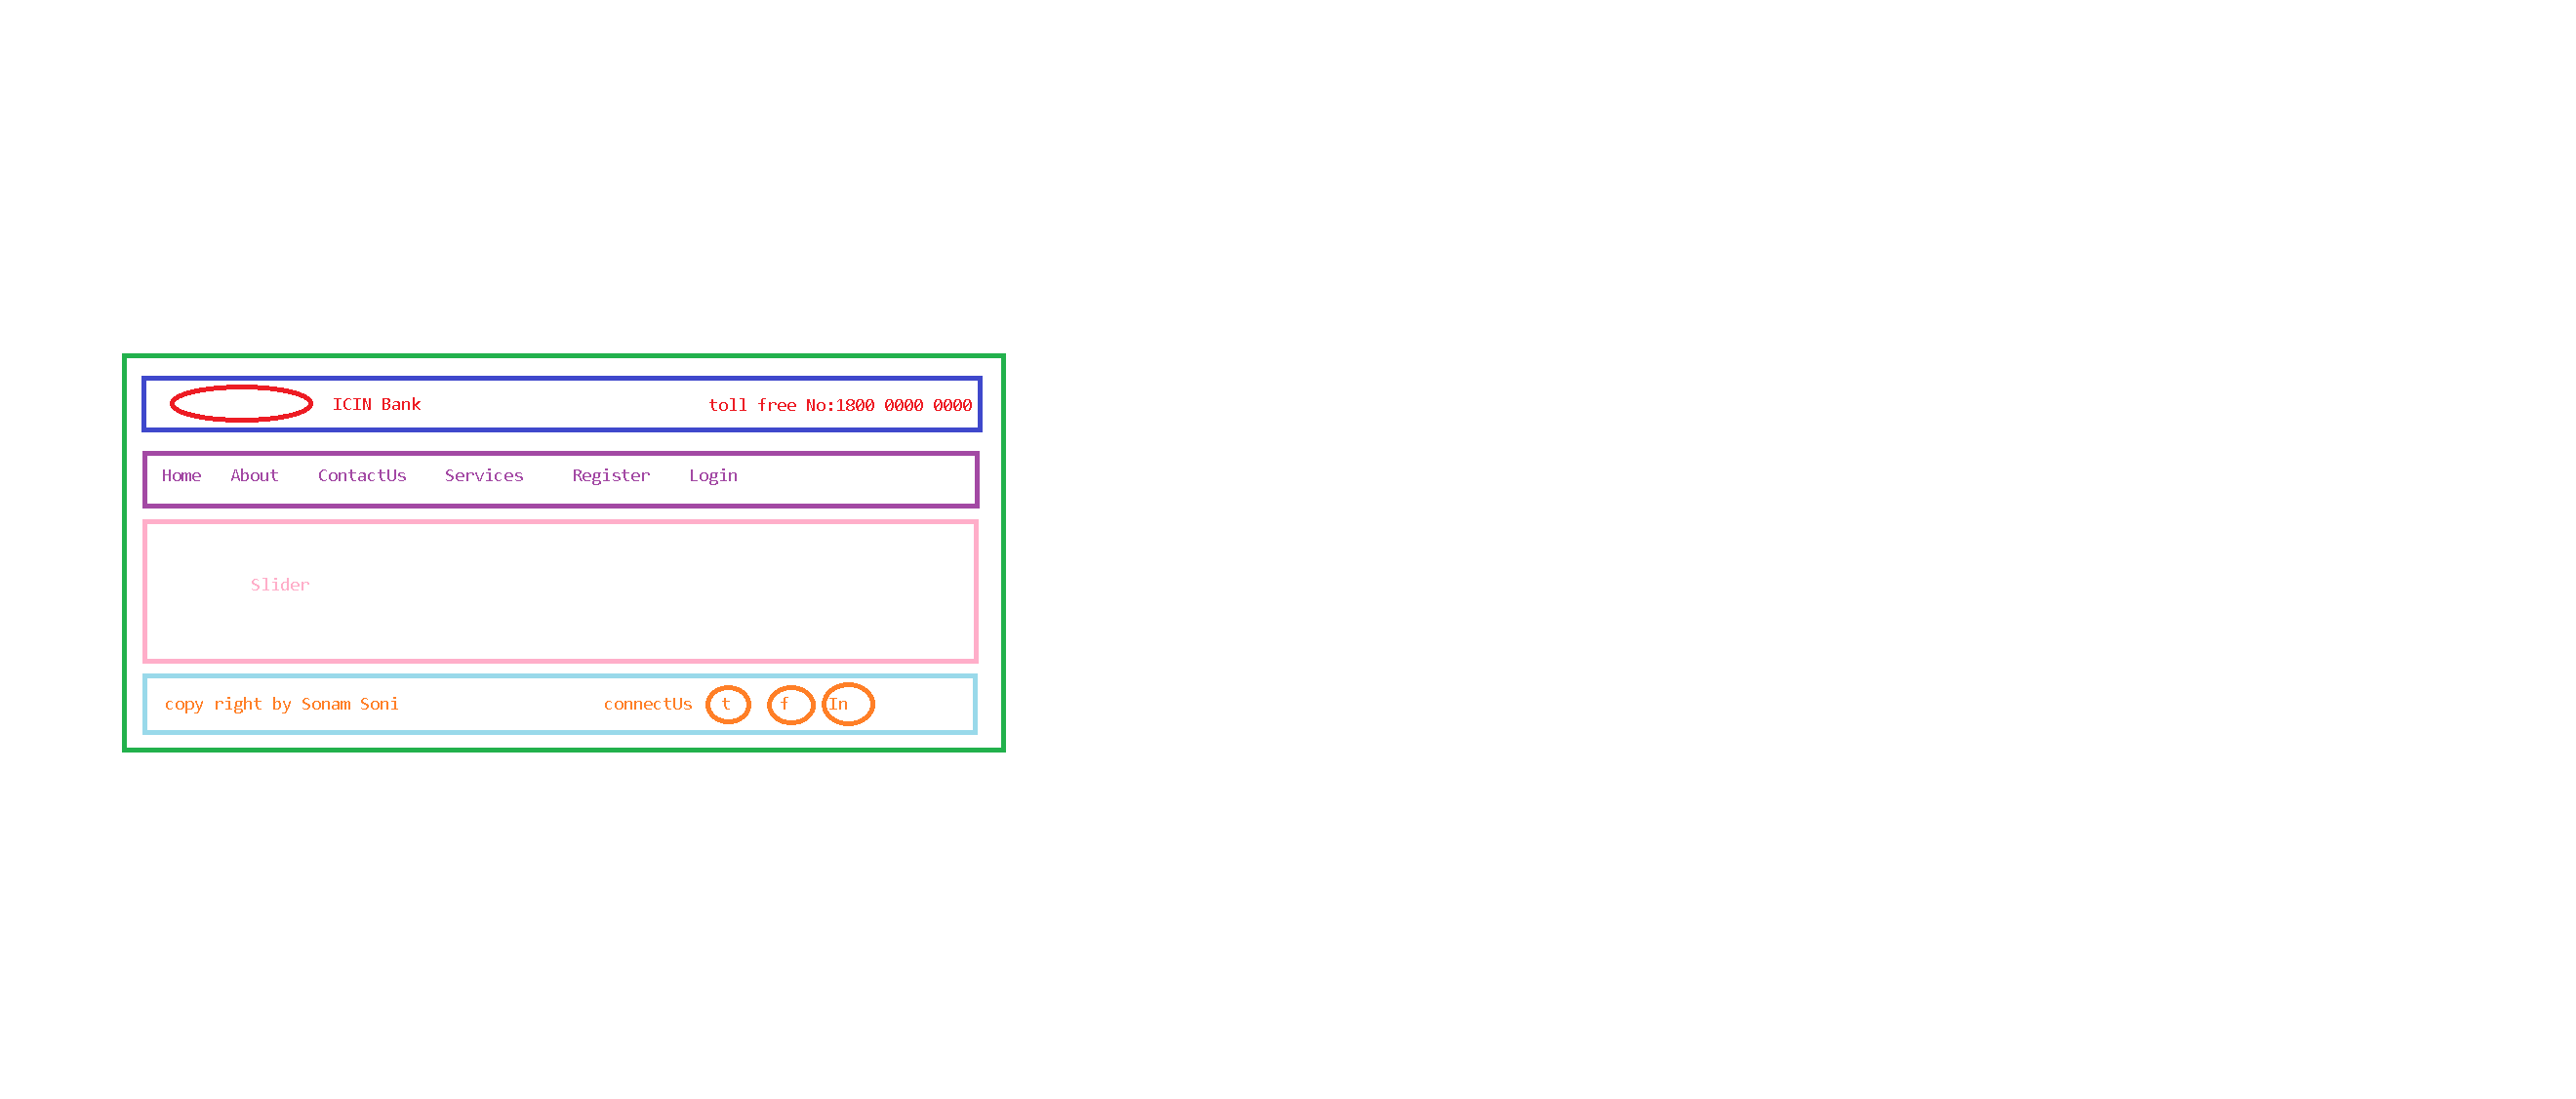 ICIN Bank toll free No:1800 0000 0000
Home About ContactUs Services Register Login
Slider
copy right by Sonam Soni connectUs t f In